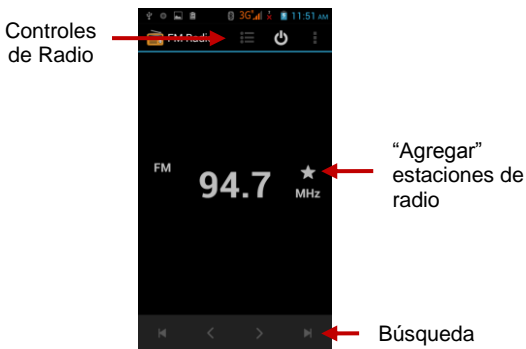 Controles
de Radio
3G 11:51 AM
FM Radio
FM
94.7
MHz
“Agregar”
estaciones de
radio
Búsqueda